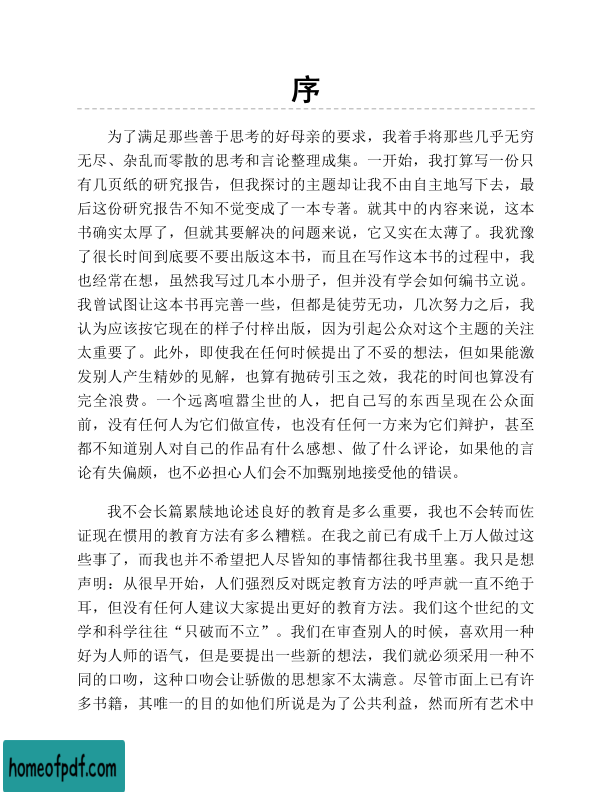 序
为了满足那些善于思考的好母亲的要求，我着手将那些几乎无穷
无尽、杂乱而零散的思考和言论整理成集。一开始，我打算写一份只
有几页纸的研究报告，但我探讨的主题却让我不由自主地写下去，最
后这份研究报告不知不觉变成了一本专著。就其中的内容来说，这本
书确实太厚了，但就其要解决的问题来说，它又实在太薄了。我犹豫
了很长时间到底要不要出版这本书，而且在写作这本书的过程中，我
也经常在想，虽然我写过几本小册子，但并没有学会如何编书立说。
我曾试图让这本书再完善一些，但都是徒劳无功，几次努力之后，我
认为应该按它现在的样子付梓出版，因为引起公众对这个主题的关注
太重要了。此外，即使我在任何时候提出了不妥的想法，但如果能激
发别人产生精妙的见解，也算有抛砖引玉之效，我花的时间也算没有
完全浪费。一个远离喧嚣尘世的人，把自己写的东西呈现在公众面
前，没有任何人为它们做宣传，也没有任何一方来为它们辩护，甚至
都不知道别人对自己的作品有什么感想、做了什么评论，如果他的言
论有失偏颇，也不必担心人们会不加甄别地接受他的错误。
我不会长篇累牍地论述良好的教育是多么重要，我也不会转而佐
证现在惯用的教育方法有多么糟糕。在我之前已有成千上万人做过这
些事了，而我也并不希望把人尽皆知的事情都往我书里塞。我只是想
声明：从很早开始，人们强烈反对既定教育方法的呼声就一直不绝于
耳，但没有任何人建议大家提出更好的教育方法。我们这个世纪的文
学和科学往往“只破而不立”。我们在审查别人的时候，喜欢用一种
好为人师的语气，但是要提出一些新的想法，我们就必须采用一种不
同的口吻，这种口吻会让骄傲的思想家不太满意。尽管市面上已有许
多书籍，其唯一的目的如他们所说是为了公共利益，然而所有艺术中
homeofpdf.com